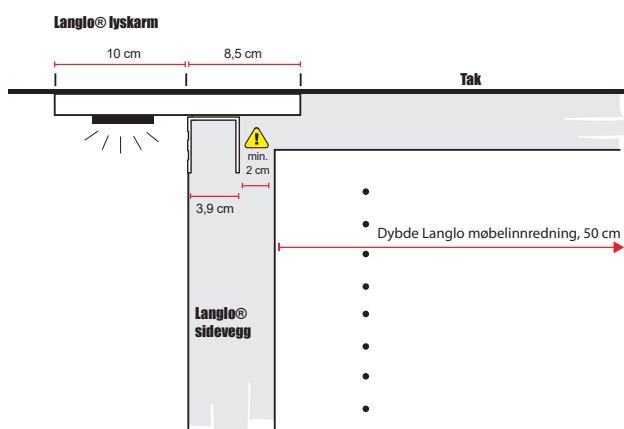 Langlo® lyskarm
10 cm
8,5 cm
Tak
!
min.
2 cm
3,9 cm
Dybde Langlo møbelinnredning, 50 cm
Langlo®
sidevegg